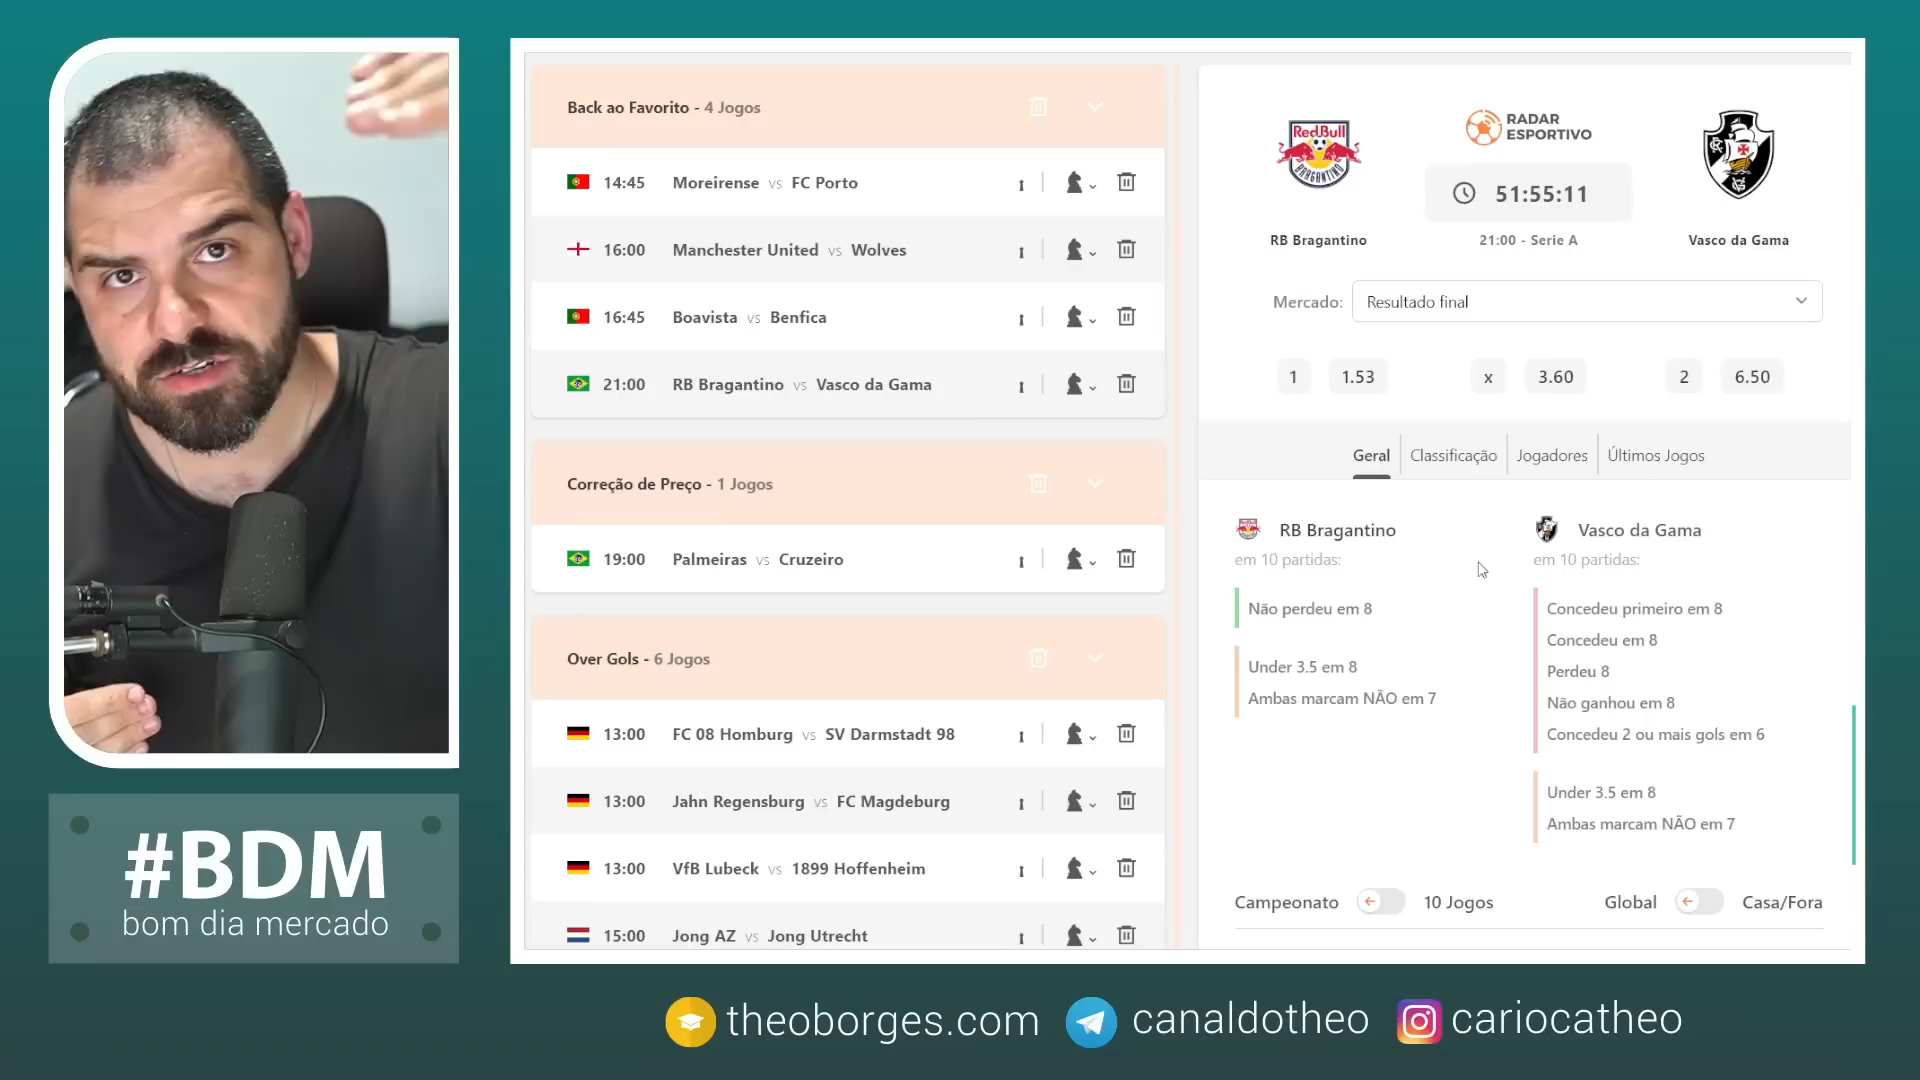 Back ao Favorito - 4 Jogos
14:45 Moreirense vs FC Porto
16:00 Manchester United vs Wolves
16:45 Boavista vs Benfica
21:00 RB Bragantino vs Vasco da Gama
Correção de Preço - 1 Jogos
19:00 Palmeiras vs Cruzeiro
Over Gols - 6 Jogos
13:00 FC 08 Homburg vs SV Darmstadt 98
13:00 Jahn Regensburg vs FC Magdeburg
13:00 VfB Lubeck vs 1899 Hoffenheim
15:00 Jong AZ vs Jong Utrecht
RedBull
BRAGANTINO
RADAR
ESPORTIVO
51:55:11
RB Bragantino
21:00 - Serie A
Vasco da Gama
Mercado: Resultado final
1 1.53 x 3.60 2 6.50
Geral Classificação Jogadores Últimos Jogos
RB Bragantino
em 10 partidas:
Não perdeu em 8
Under 3.5 em 8
Ambas marcam NÃO em 7
Vasco da Gama
em 10 partidas:
Concedeu primeiro em 8
Concedeu em 8
Perdeu 8
Não ganhou em 8
Concedeu 2 ou mais gols em 6
Under 3.5 em 8
Ambas marcam NÃO em 7
Campeonato 10 Jogos Global Casa/Fora
#BDM
bom dia mercado
theoborges.com canaldotheo cariocatheo